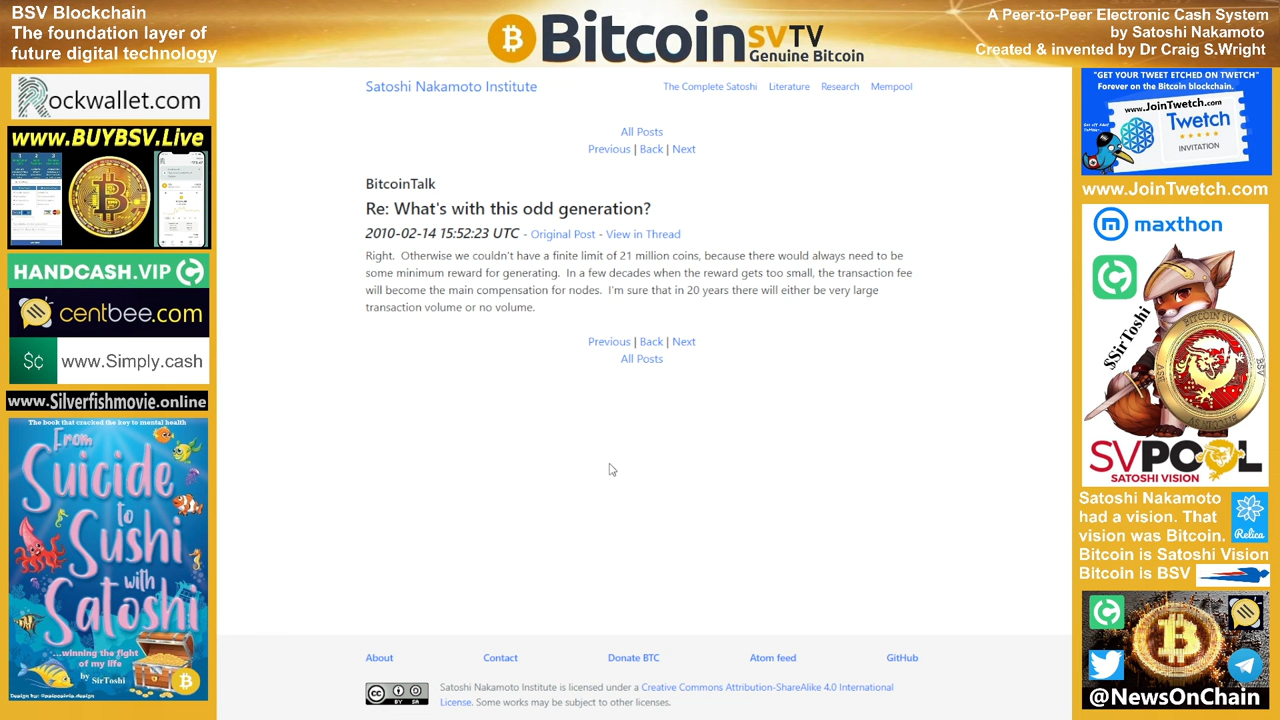 BSV Blockchain
The foundation layer of
future digital technology
Bitcoin SVTV
Genuine Bitcoin
A Peer-to-Peer Electronic Cash System
by Satoshi Nakamoto
Created & invented by Dr Craig S.Wright
Rockwallet.com
www.BUYBSV.Live
HANDCASH.VIP
centbee.com
$¢ www.Simply.cash
www.Silverfishmovie.online
The book that cracked the key to mental health
From
Suicide
to
Sushi
with
Satoshi
...winning the fight
of my life
by SirToshi
Satoshi Nakamoto Institute
The Complete Satoshi Literature Research Mempool
All Posts
Previous | Back | Next
BitcoinTalk
Re: What's with this odd generation?
2010-02-14 15:52:23 UTC - Original Post - View in Thread
Right. Otherwise we couldn't have a finite limit of 21 million coins, because there would always need to be
some minimum reward for generating. In a few decades when the reward gets too small, the transaction fee
will become the main compensation for nodes. I'm sure that in 20 years there will either be very large
transaction volume or no volume.
Previous | Back | Next
All Posts
About Contact Donate BTC Atom feed GitHub
CC BY SA
Satoshi Nakamoto Institute is licensed under a Creative Commons Attribution-ShareAlike 4.0 International
License. Some works may be subject to other licenses.
"GET YOUR TWEET ETCHED ON TWETCH"
Forever on the Bitcoin blockchain.
www.JoinTwetch.com
Twetch
INVITATION
www.JoinTwetch.com
maxthon
$SirToshi
BITCOIN SV
BSV
SVPOOL
SATOSHI VISION
Satoshi Nakamoto
had a vision. That
vision was Bitcoin.
Relica
Bitcoin is Satoshi Vision
Bitcoin is BSV
@NewsOnChain